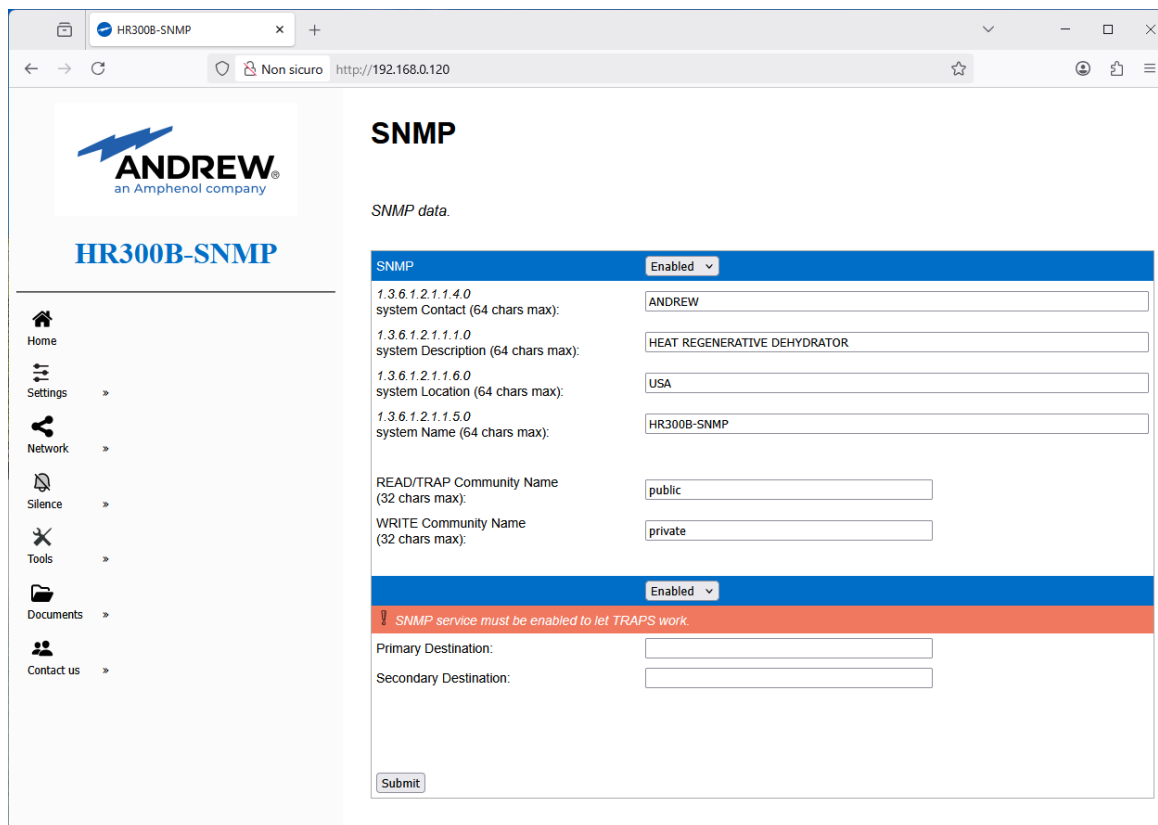 HR300B-SNMP
Non sicuro http://192.168.0.120
ANDREW®
an Amphenol company
HR300B-SNMP
Home
Settings »
Network »
Silence »
Tools »
Documents »
Contact us »
SNMP
SNMP data.
SNMP Enabled
1.3.6.1.2.1.1.4.0
system Contact (64 chars max): ANDREW
1.3.6.1.2.1.1.1.0
system Description (64 chars max): HEAT REGENERATIVE DEHYDRATOR
1.3.6.1.2.1.1.6.0
system Location (64 chars max): USA
1.3.6.1.2.1.1.5.0
system Name (64 chars max): HR300B-SNMP
READ/TRAP Community Name
(32 chars max): public
WRITE Community Name
(32 chars max): private
Enabled
SNMP service must be enabled to let TRAPS work.
Primary Destination:
Secondary Destination:
Submit